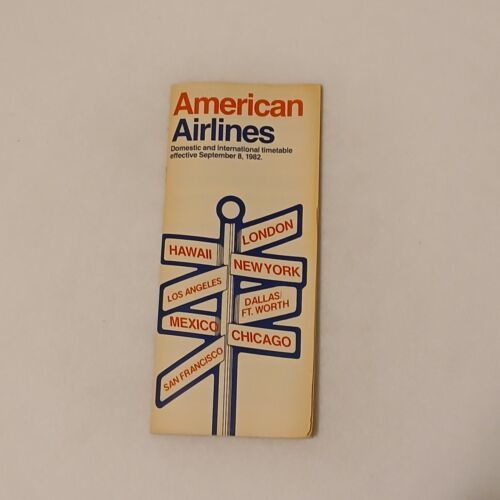 American
Airlines
Domestic and International timetable
effective September 8, 1982.
LONDON
HAWAII
NEW YORK
LOS ANGELES
DALLAS/
FT. WORTH
MEXICO
CHICAGO
SAN FRANCISCO